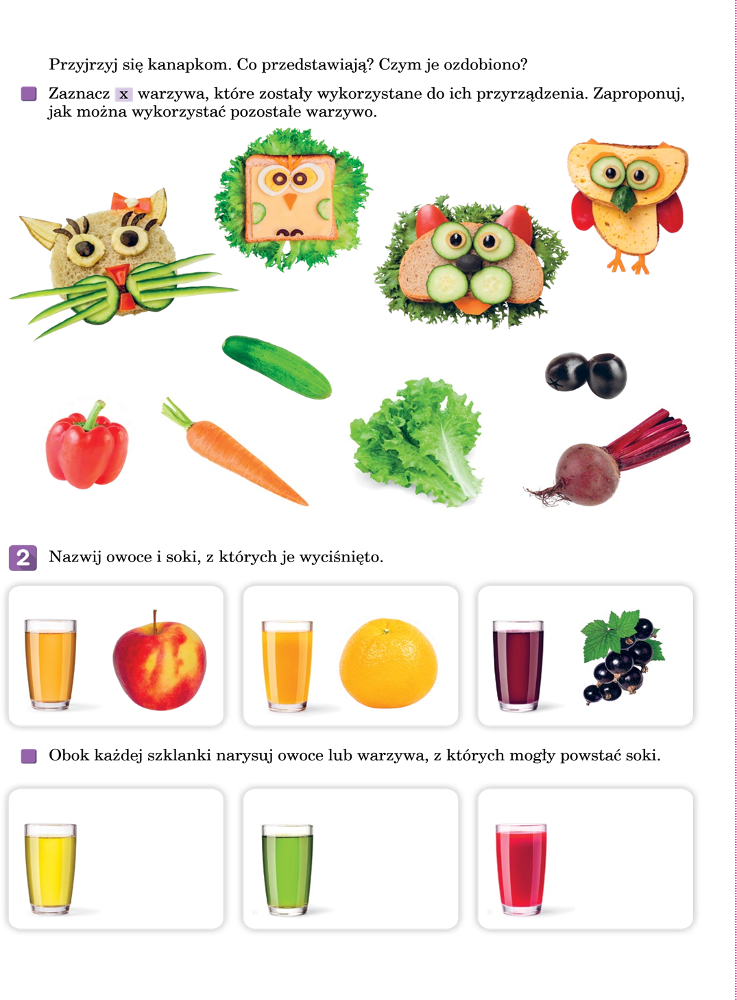 Przyjrzyj się kanapkom. Co przedstawiają? Czym je ozdobiono?
Zaznacz x warzywa, które zostały wykorzystane do ich przyrządzenia. Zaproponuj,
jak można wykorzystać pozostałe warzywo.
2 Nazwij owoce i soki, z których je wyciśnięto.
Obok każdej szklanki narysuj owoce lub warzywa, z których mogły powstać soki.